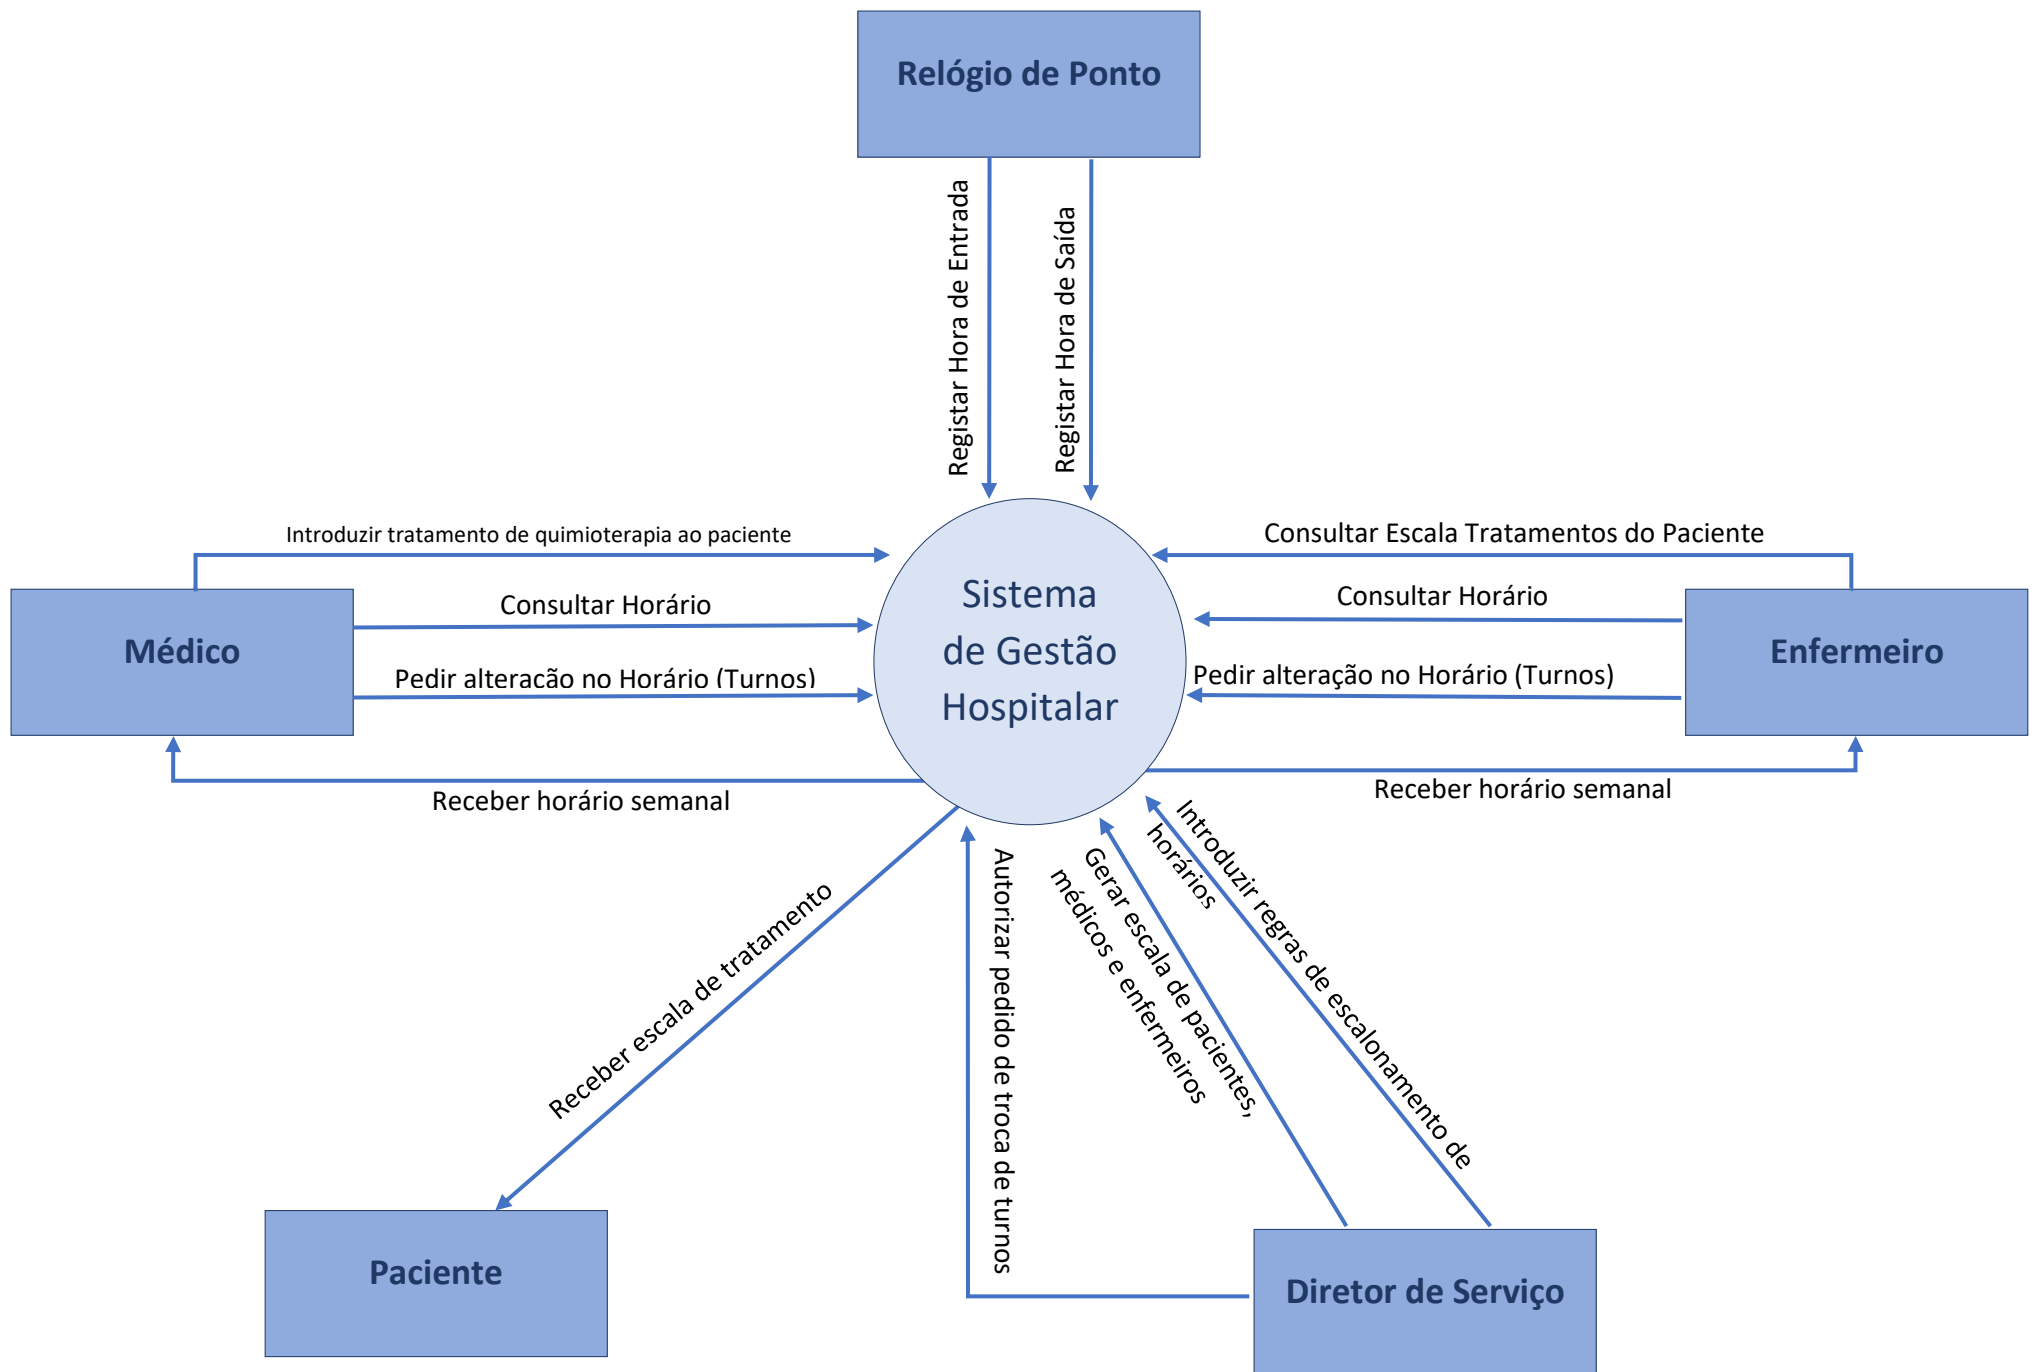 Relógio de Ponto
Registar Hora de Entrada
Registar Hora de Saída
Introduzir tratamento de quimioterapia ao paciente
Consultar Escala Tratamentos do Paciente
Consultar Horário
Consultar Horário
Médico
Sistema
de Gestão
Hospitalar
Enfermeiro
Pedir alteração no Horário (Turnos)
Pedir alteração no Horário (Turnos)
Receber horário semanal
Receber horário semanal
Receber escala de tratamento
Autorizar pedido de troca de turnos
Gerar escala de pacientes,
médicos e enfermeiros
Introduzir regras de escalonamento de
horários
Paciente
Diretor de Serviço